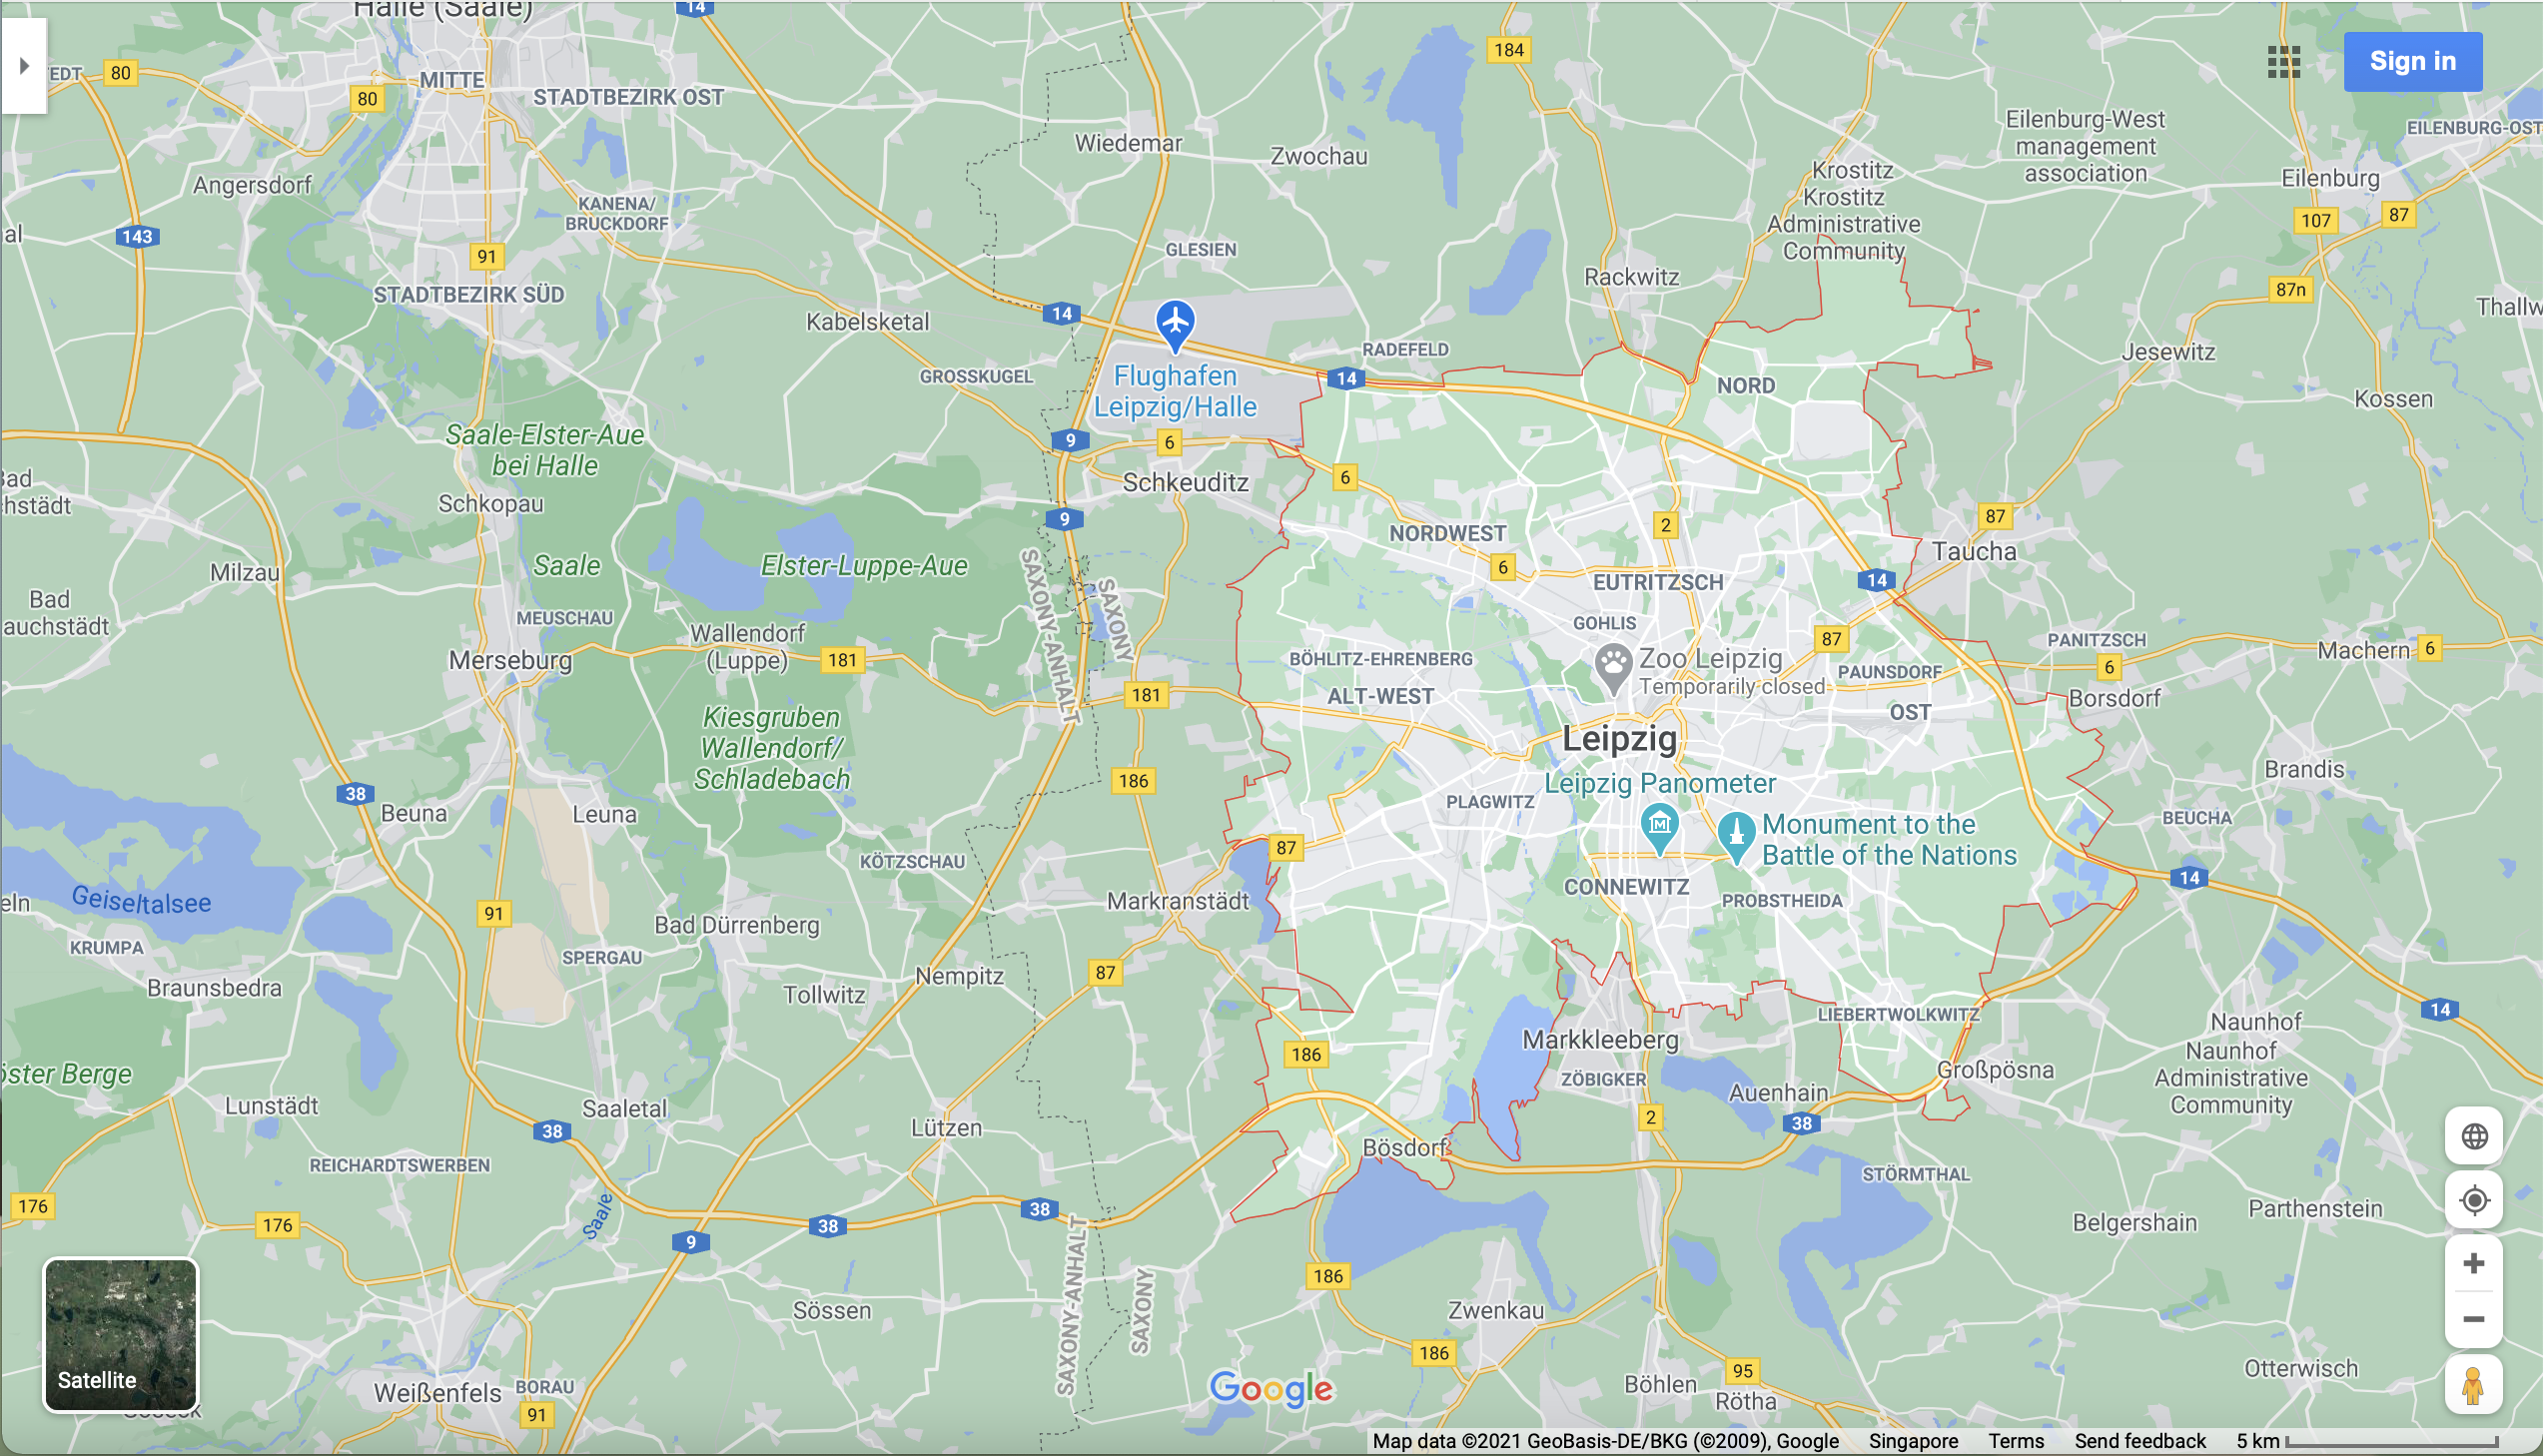 Halle (Saale)
14
184
Sign in
EDT
80
MITTE
80
STADTBEZIRK OST
Wiedemar
Zwochau
Eilenburg-West
management
association
EILENBURG-OST
Krostitz
Krostitz
Administrative
Community
Eilenburg
Angersdorf
KANENA/
BRUCKDORF
107
87
al
143
91
GLESIEN
STADTBEZIRK SÜD
Rackwitz
87n
Thallw
Kabelsketal
14
Flughafen
Leipzig/Halle
RADEFELD
14
Jesewitz
GROSSKUGEL
NORD
Kossen
Saale-Elster-Aue
bei Halle
9
6
Schkeuditz
6
Bad
chstädt
Schkopau
9
NORDWEST
2
87
Taucha
Saale
Elster-Luppe-Aue
6
EUTRITZSCH
14
Milzau
Bad
auchstädt
MEUSCHAU
SAXONY-ANHALT
SAXONY
GOHLIS
87
PANITZSCH
Wallendorf
(Luppe)
181
Merseburg
BÖHLITZ-EHRENBERG
Zoo Leipzig
Temporarily closed
PAUNSDORF
6
Machern
6
181
ALT-WEST
Borsdorf
OST
Kiesgruben
Wallendorf/
Schladebach
Leipzig
186
Leipzig Panometer
Brandis
38
Beuna
Leuna
PLAGWITZ
Monument to the
Battle of the Nations
BEUCHA
87
KÖTZSCHAU
14
CONNEWITZ
PROBSTHEIDA
Geiseltalsee
eln
91
Markranstädt
Bad Dürrenberg
KRUMPA
SPERGAU
87
Nempitz
Braunsbedra
Tollwitz
14
LIEBERTWOLKWITZ
Naunhof
Naunhof
Administrative
Community
186
Markkleeberg
ZÖBIGKER
Großpösna
öster Berge
Auenhain
Lunstädt
Saaletal
38
2
38
Lützen
Bösdorf
REICHARDTSWERBEN
STÖRMTHAL
176
176
Saale
38
38
9
Belgershain
Parthenstein
SAXONY-ANHALT
SAXONY
186
Sössen
Zwenkau
186
95
Otterwisch
Satellite
Weißenfels
BORAU
91
Google
Böhlen
Rötha
Map data ©2021 GeoBasis-DE/BKG (©2009), Google
Singapore
Terms
Send feedback
5 km